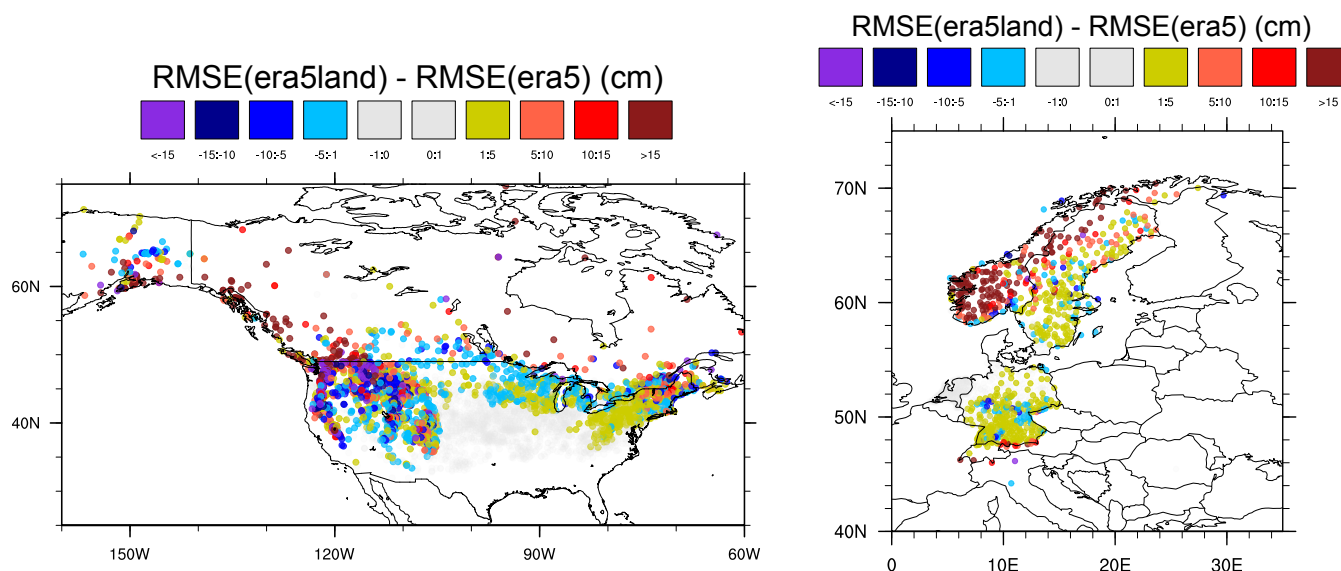 RMSE(era5land) - RMSE(era5) (cm)
<-15 -15:-10 -10:-5 -5:-1 -1:0 0:1 1:5 5:10 10:15 >15
60N
40N
150W 120W 90W 60W
RMSE(era5land) - RMSE(era5) (cm)
<-15 -15:-10 -10:-5 -5:-1 -1:0 0:1 1:5 5:10 10:15 >15
70N
60N
50N
40N
0 10E 20E 30E